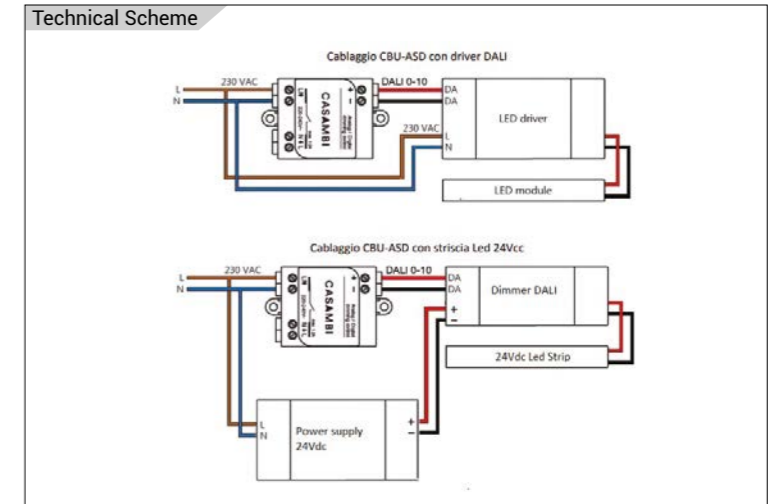 Technical Scheme
Cablaggio CBU-ASD con driver DALI
L
N
230 VAC
CASAMBI
DALI 0-10
DA
DA
LED driver
230 VAC
L
N
LED module
Cablaggio CBU-ASD con striscia Led 24Vcc
L
N
230 VAC
CASAMBI
DALI 0-10
DA
DA
+
−
Dimmer DALI
24Vdc Led Strip
L
N
Power supply
24Vdc
+
−